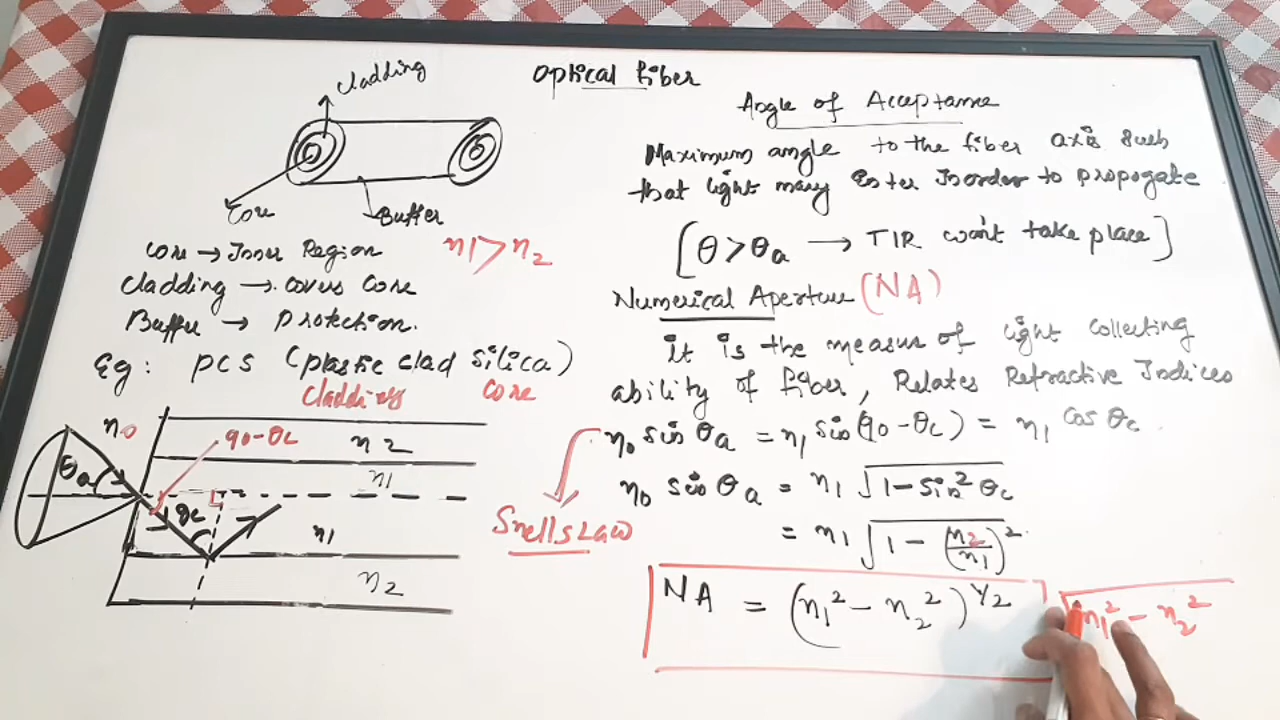 Optical fiber
cladding
Core
Buffer
Core → Inner Region
n1 > n2
Cladding → covers Core
Buffer → Protection.
Eg: PCS (plastic clad Silica)
Cladding core
n0
90-θc
n2
n1
θa
θc
n1
n2
Angle of Acceptance
Maximum angle to the fiber axis such
that light may Enter Inorder to propogate
[θ > θa → TIR won't take place]
Numerical Aperture (NA)
it is the measure of light collecting
ability of fiber, Relates Refractive Indices
n0 sin θa = n1 sin(90-θc) = n1 cos θc.
n0 sin θa = n1 √1-Sin² θc
Snells Law
= n1 √1 - (n2/n1)²
NA = (n1² - n2²)^1/2
√n1² - n2²